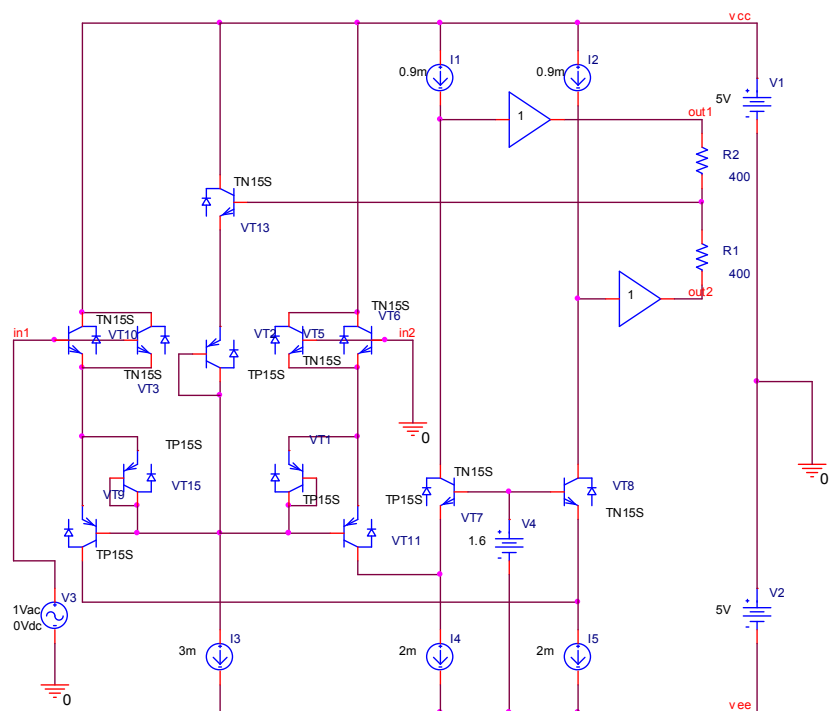 vcc
I1
0.9m
I2
0.9m
V1
5V
+
-
1
out1
R2
400
TN15S
VT13
R1
400
1
out2
TN15S
VT6
in1
TN15S
VT10
VT2
VT5
in2
TN15S
VT3
TP15S
TN15S
0
TP15S
VT1
VT9
VT15
TP15S
TN15S
TP15S
VT7
VT8
TN15S
V4
+
1.6
-
TP15S
VT11
0
V3
1Vac
0Vdc
+
-
V2
5V
+
-
I3
3m
I4
2m
I5
2m
0
vee